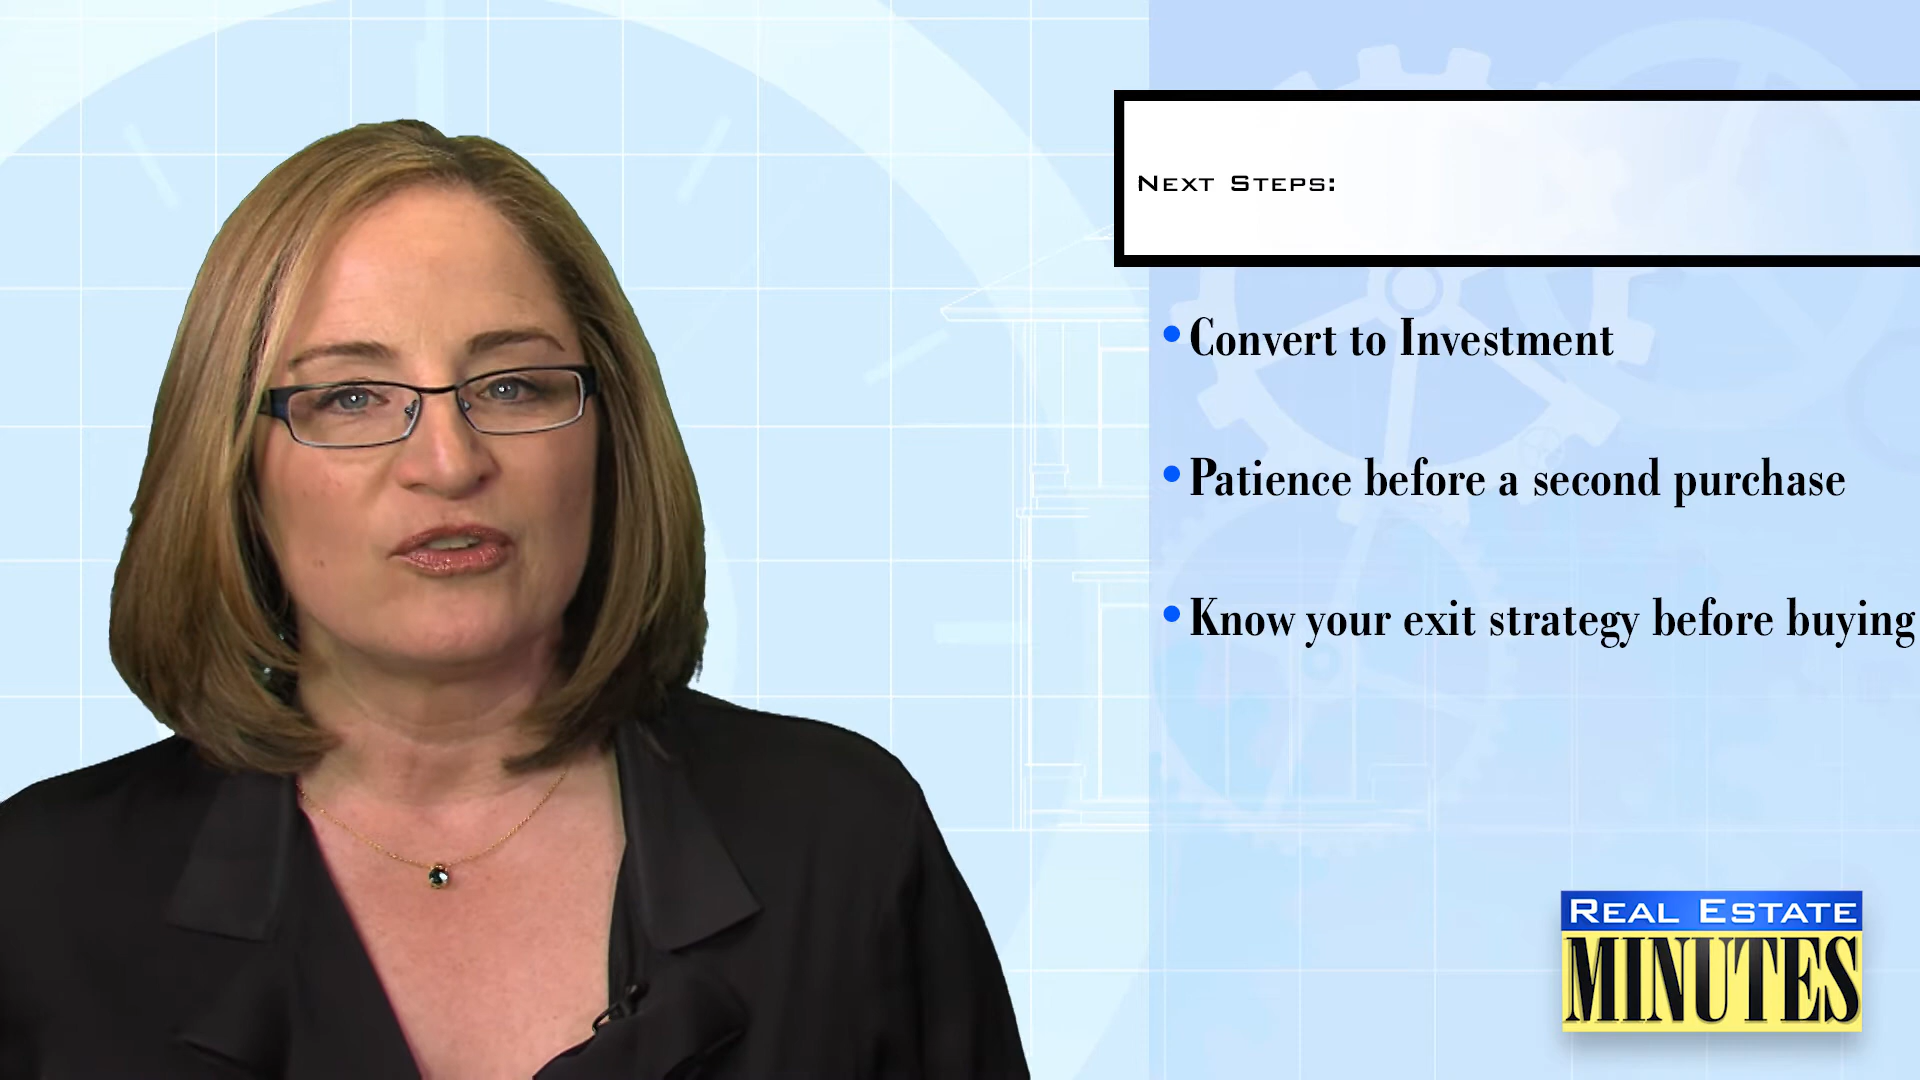 Next Steps:
• Convert to Investment
• Patience before a second purchase
• Know your exit strategy before buying
Real Estate
MINUTES